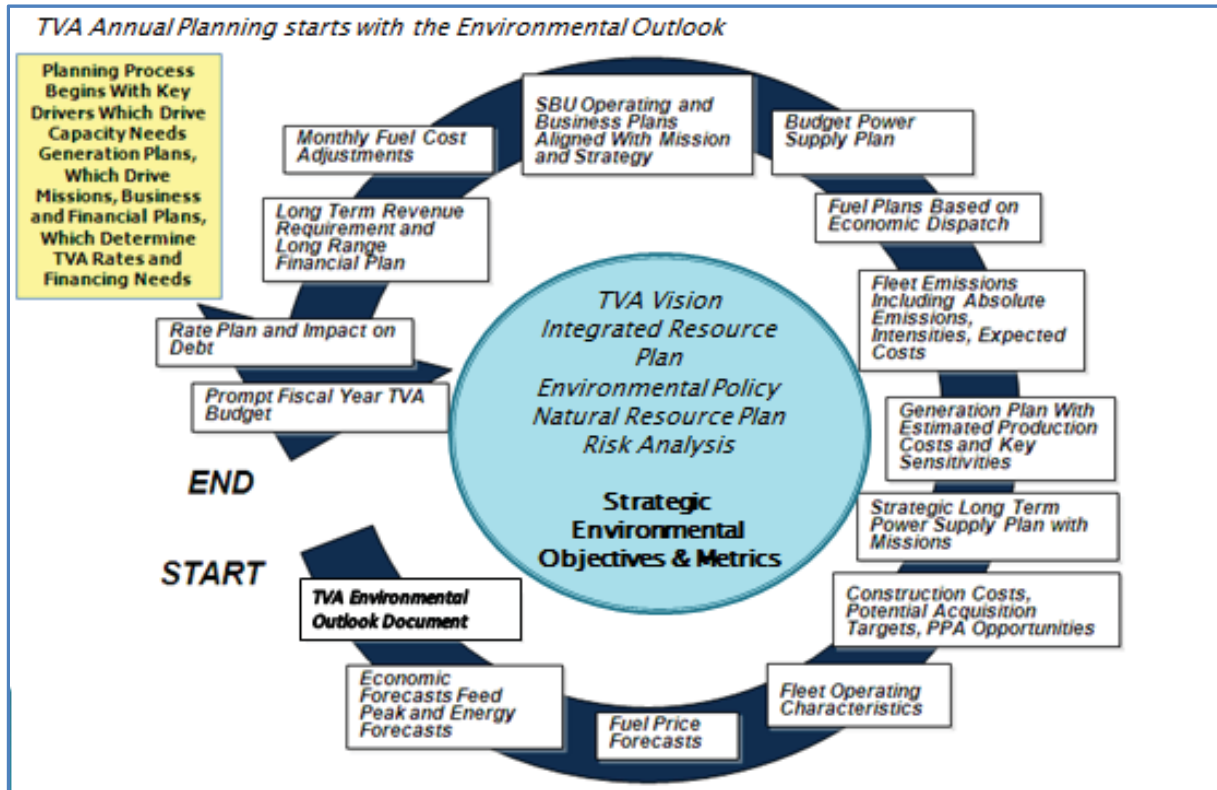 TVA Annual Planning starts with the Environmental Outlook
Planning Process
Begins With Key
Drivers Which Drive
Capacity Needs
Generation Plans,
Which Drive
Missions, Business
and Financial Plans,
Which Determine
TVA Rates and
Financing Needs
Monthly Fuel Cost
Adjustments
SBU Operating and
Business Plans
Aligned With Mission
and Strategy
Budget Power
Supply Plan
Long Term Revenue
Requirement and
Long Range
Financial Plan
Fuel Plans Based on
Economic Dispatch
Fleet Emissions
Including Absolute
Emissions,
Intensities, Expected
Costs
Rate Plan and Impact on
Debt
Prompt Fiscal Year TVA
Budget
TVA Vision
Integrated Resource
Plan
Environmental Policy
Natural Resource Plan
Risk Analysis
Strategic
Environmental
Objectives & Metrics
Generation Plan With
Estimated Production
Costs and Key
Sensitivities
END
START
Strategic Long Term
Power Supply Plan with
Missions
TVA Environmental
Outlook Document
Construction Costs,
Potential Acquisition
Targets, PPA Opportunities
Economic
Forecasts Feed
Peak and Energy
Forecasts
Fuel Price
Forecasts
Fleet Operating
Characteristics